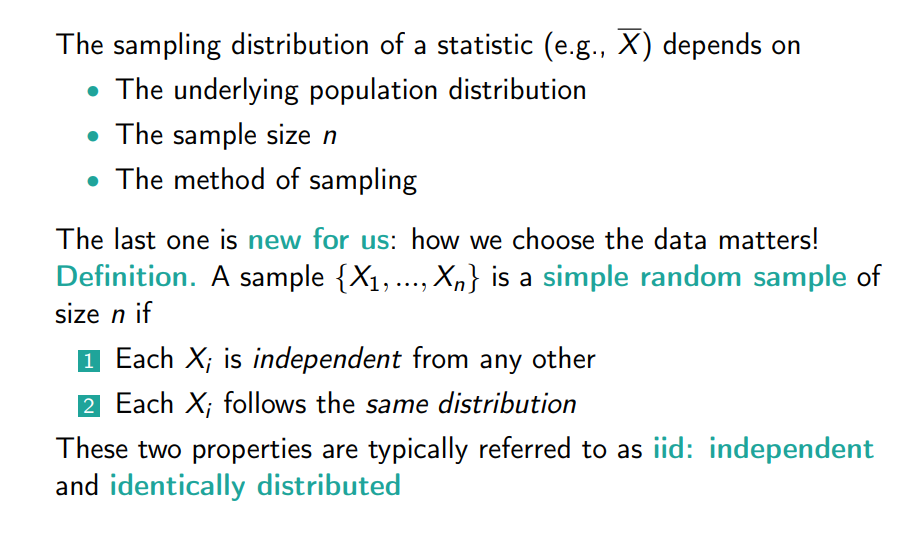 The sampling distribution of a statistic (e.g., X̅) depends on
• The underlying population distribution
• The sample size n
• The method of sampling
The last one is new for us: how we choose the data matters!
Definition. A sample {X₁, ..., Xₙ} is a simple random sample of
size n if
1 Each Xᵢ is independent from any other
2 Each Xᵢ follows the same distribution
These two properties are typically referred to as iid: independent
and identically distributed